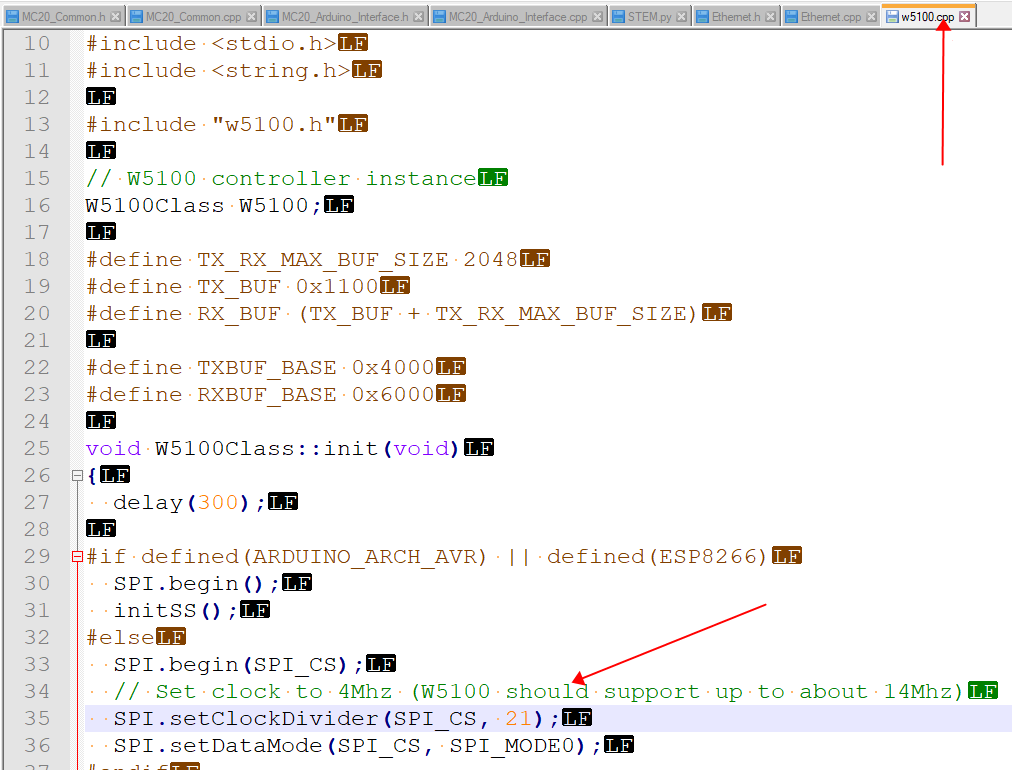 MC20_Common.h MC20_Common.cpp MC20_Arduino_Interface.h MC20_Arduino_Interface.cpp STEM.py Ethernet.h Ethernet.cpp w5100.cpp
10 #include <stdio.h>LF
11 #include <string.h>LF
12 LF
13 #include "w5100.h"LF
14 LF
15 // W5100 controller instanceLF
16 W5100Class W5100;LF
17 LF
18 #define TX_RX_MAX_BUF_SIZE 2048LF
19 #define TX_BUF 0x1100LF
20 #define RX_BUF (TX_BUF + TX_RX_MAX_BUF_SIZE)LF
21 LF
22 #define TXBUF_BASE 0x4000LF
23 #define RXBUF_BASE 0x6000LF
24 LF
25 void W5100Class::init(void)LF
26 {LF
27 delay(300);LF
28 LF
29 #if defined(ARDUINO_ARCH_AVR) || defined(ESP8266)LF
30 SPI.begin();LF
31 initSS();LF
32 #elseLF
33 SPI.begin(SPI_CS);LF
34 // Set clock to 4Mhz (W5100 should support up to about 14Mhz)LF
35 SPI.setClockDivider(SPI_CS, 21);LF
36 SPI.setDataMode(SPI_CS, SPI_MODE0);LF
37 #endifLF